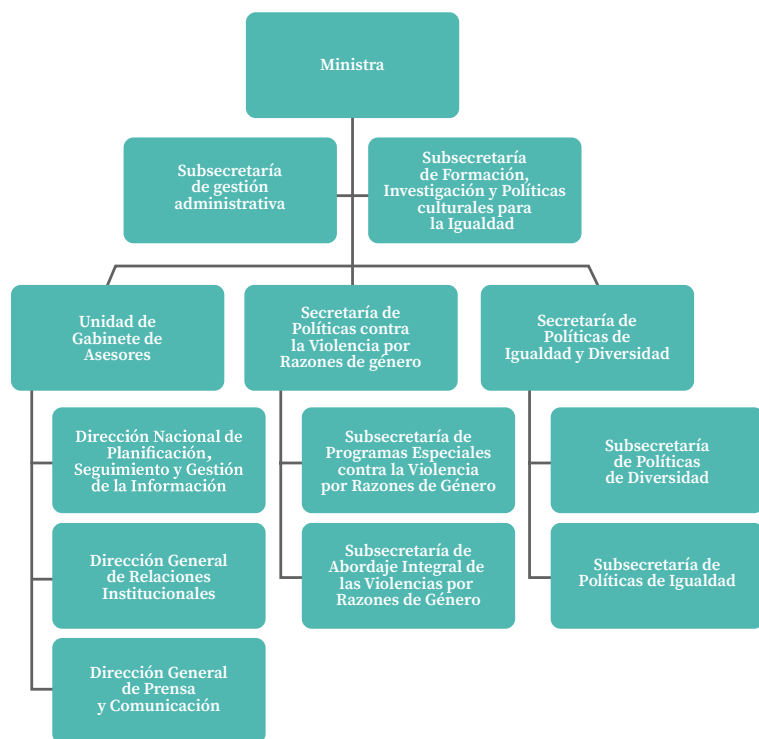 Ministra
Subsecretaría
de gestión
administrativa
Subsecretaría
de Formación,
Investigación y Políticas
culturales para
la Igualdad
Unidad de
Gabinete de
Asesores
Secretaría de
Políticas contra
la Violencia por
Razones de género
Secretaría de
Políticas de
Igualdad y Diversidad
Dirección Nacional de
Planificación,
Seguimiento y Gestión
de la Información
Subsecretaría de
Programas Especiales
contra la Violencia
por Razones de Género
Subsecretaría
de Políticas
de Diversidad
Dirección General
de Relaciones
Institucionales
Subsecretaría de
Abordaje Integral de
las Violencias por
Razones de Género
Subsecretaría de
Políticas de Igualdad
Dirección General
de Prensa
y Comunicación